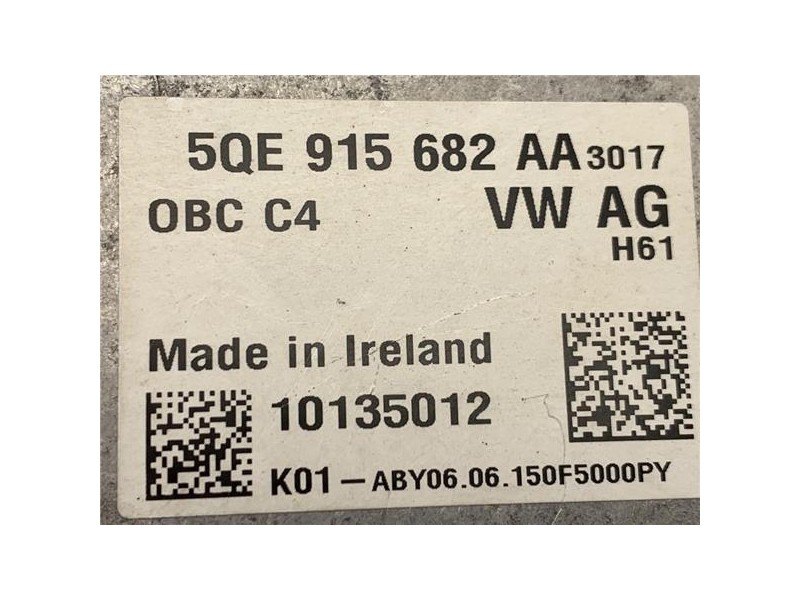 5QE 915 682 AA 3017
OBC C4 VW AG
H61
Made in Ireland
10135012
K01-ABY06.06.150F5000PY